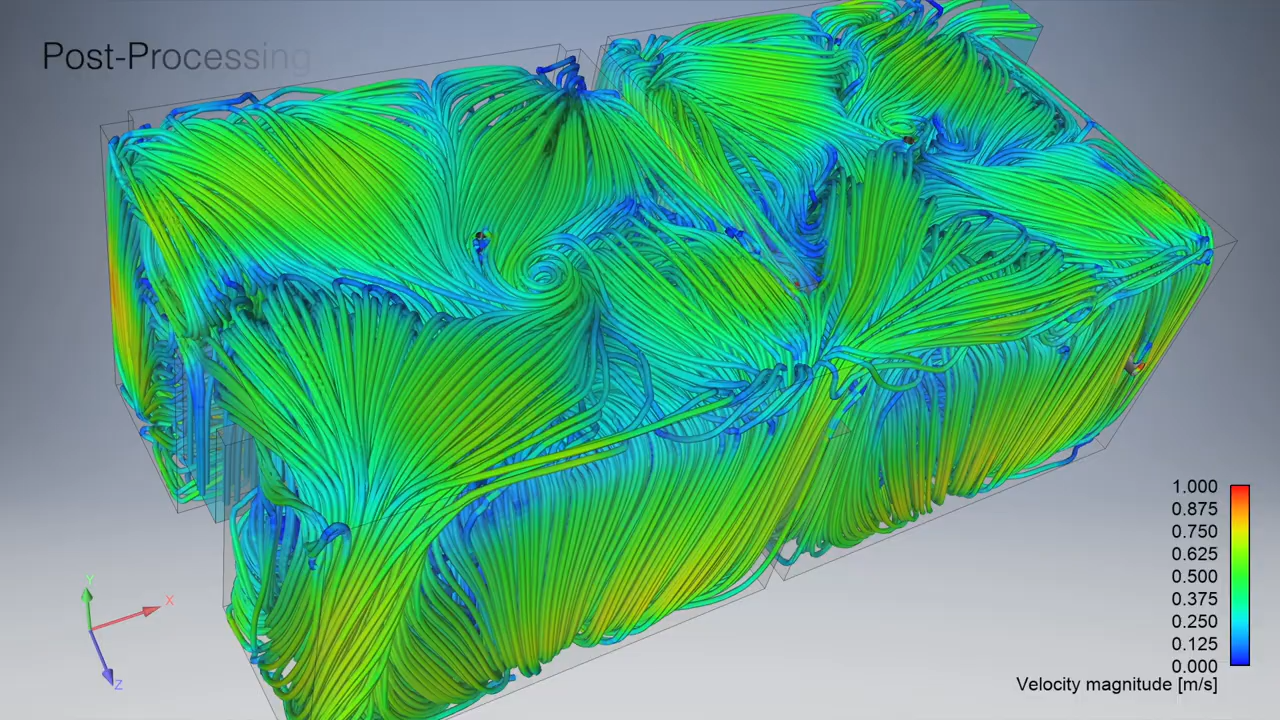 Post-Processing
Y
X
Z
1.000
0.875
0.750
0.625
0.500
0.375
0.250
0.125
0.000
Velocity magnitude [m/s]